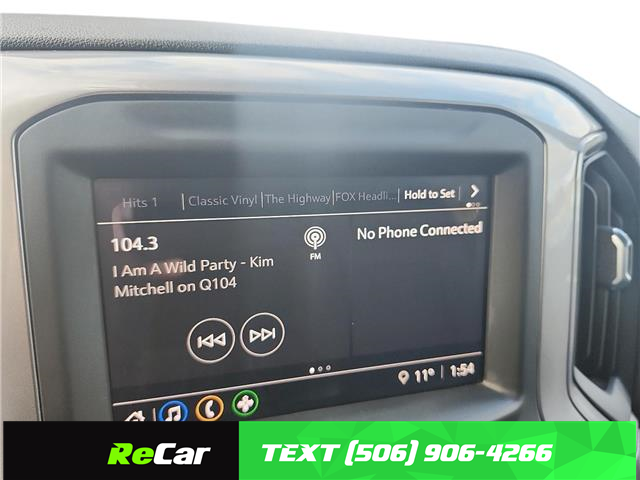 Hits 1 | Classic Vinyl | The Highway | FOX Headli... | Hold to Set |
104.3
FM
No Phone Connected
I Am A Wild Party - Kim
Mitchell on Q104
11° | 1:54
ReCar
TEXT (506) 906-4266